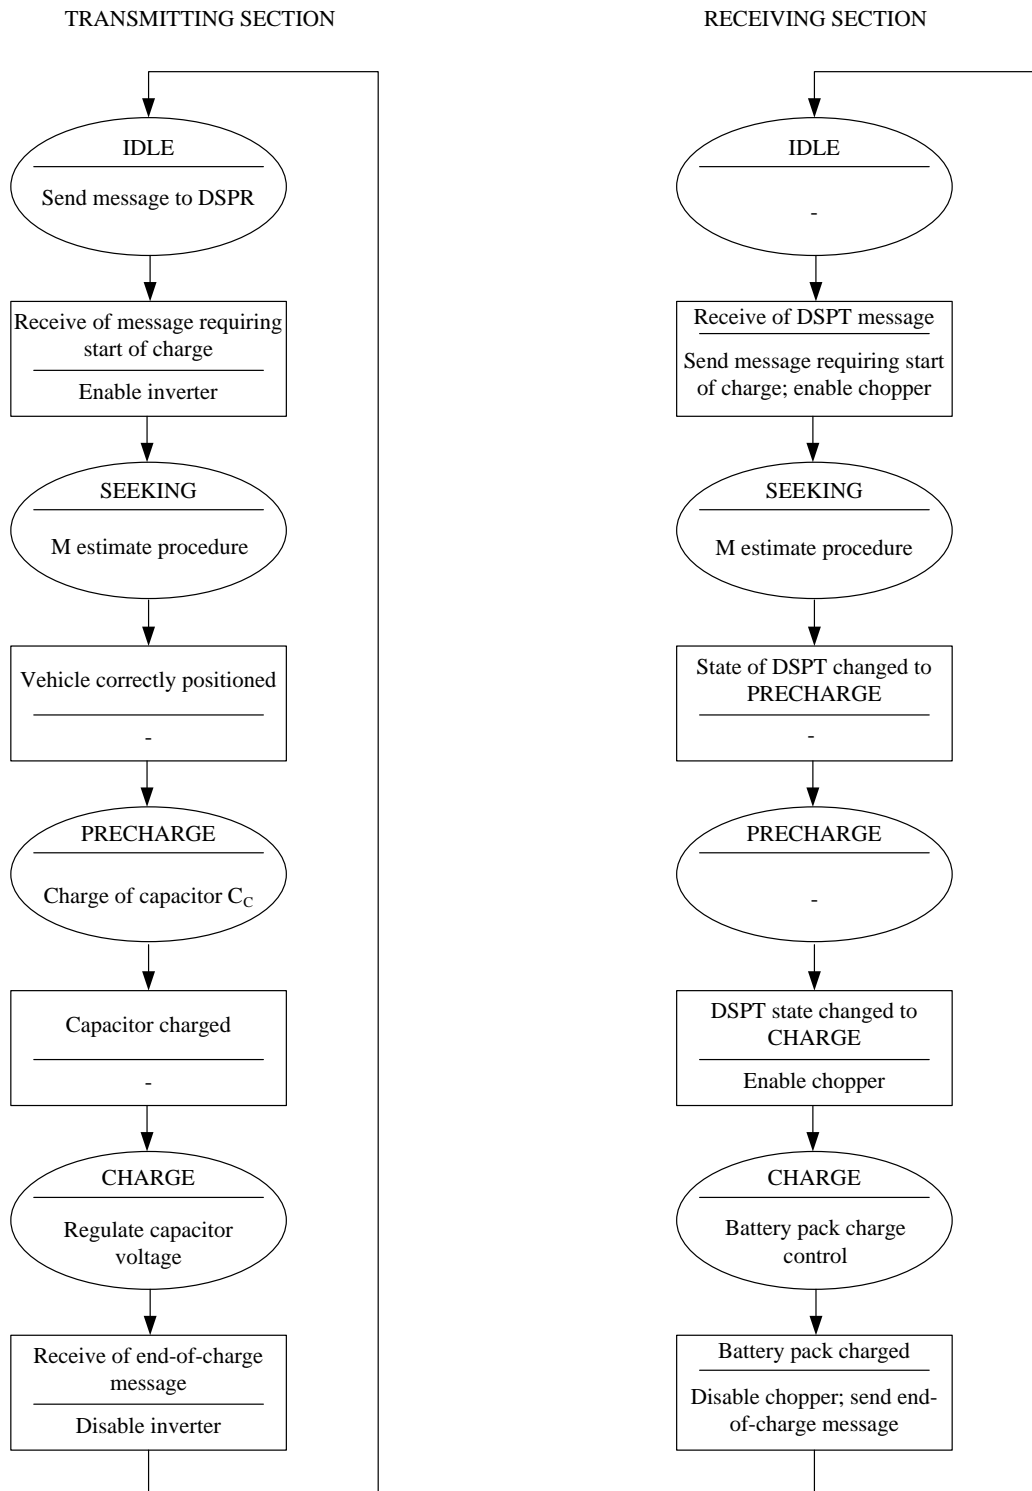 TRANSMITTING SECTION
IDLE
Send message to DSPR
Receive of message requiring
start of charge
Enable inverter
SEEKING
M estimate procedure
Vehicle correctly positioned
-
PRECHARGE
Charge of capacitor C_C
Capacitor charged
-
CHARGE
Regulate capacitor
voltage
Receive of end-of-charge
message
Disable inverter
RECEIVING SECTION
IDLE
-
Receive of DSPT message
Send message requiring start
of charge; enable chopper
SEEKING
M estimate procedure
State of DSPT changed to
PRECHARGE
-
PRECHARGE
-
DSPT state changed to
CHARGE
Enable chopper
CHARGE
Battery pack charge
control
Battery pack charged
Disable chopper; send end-
of-charge message